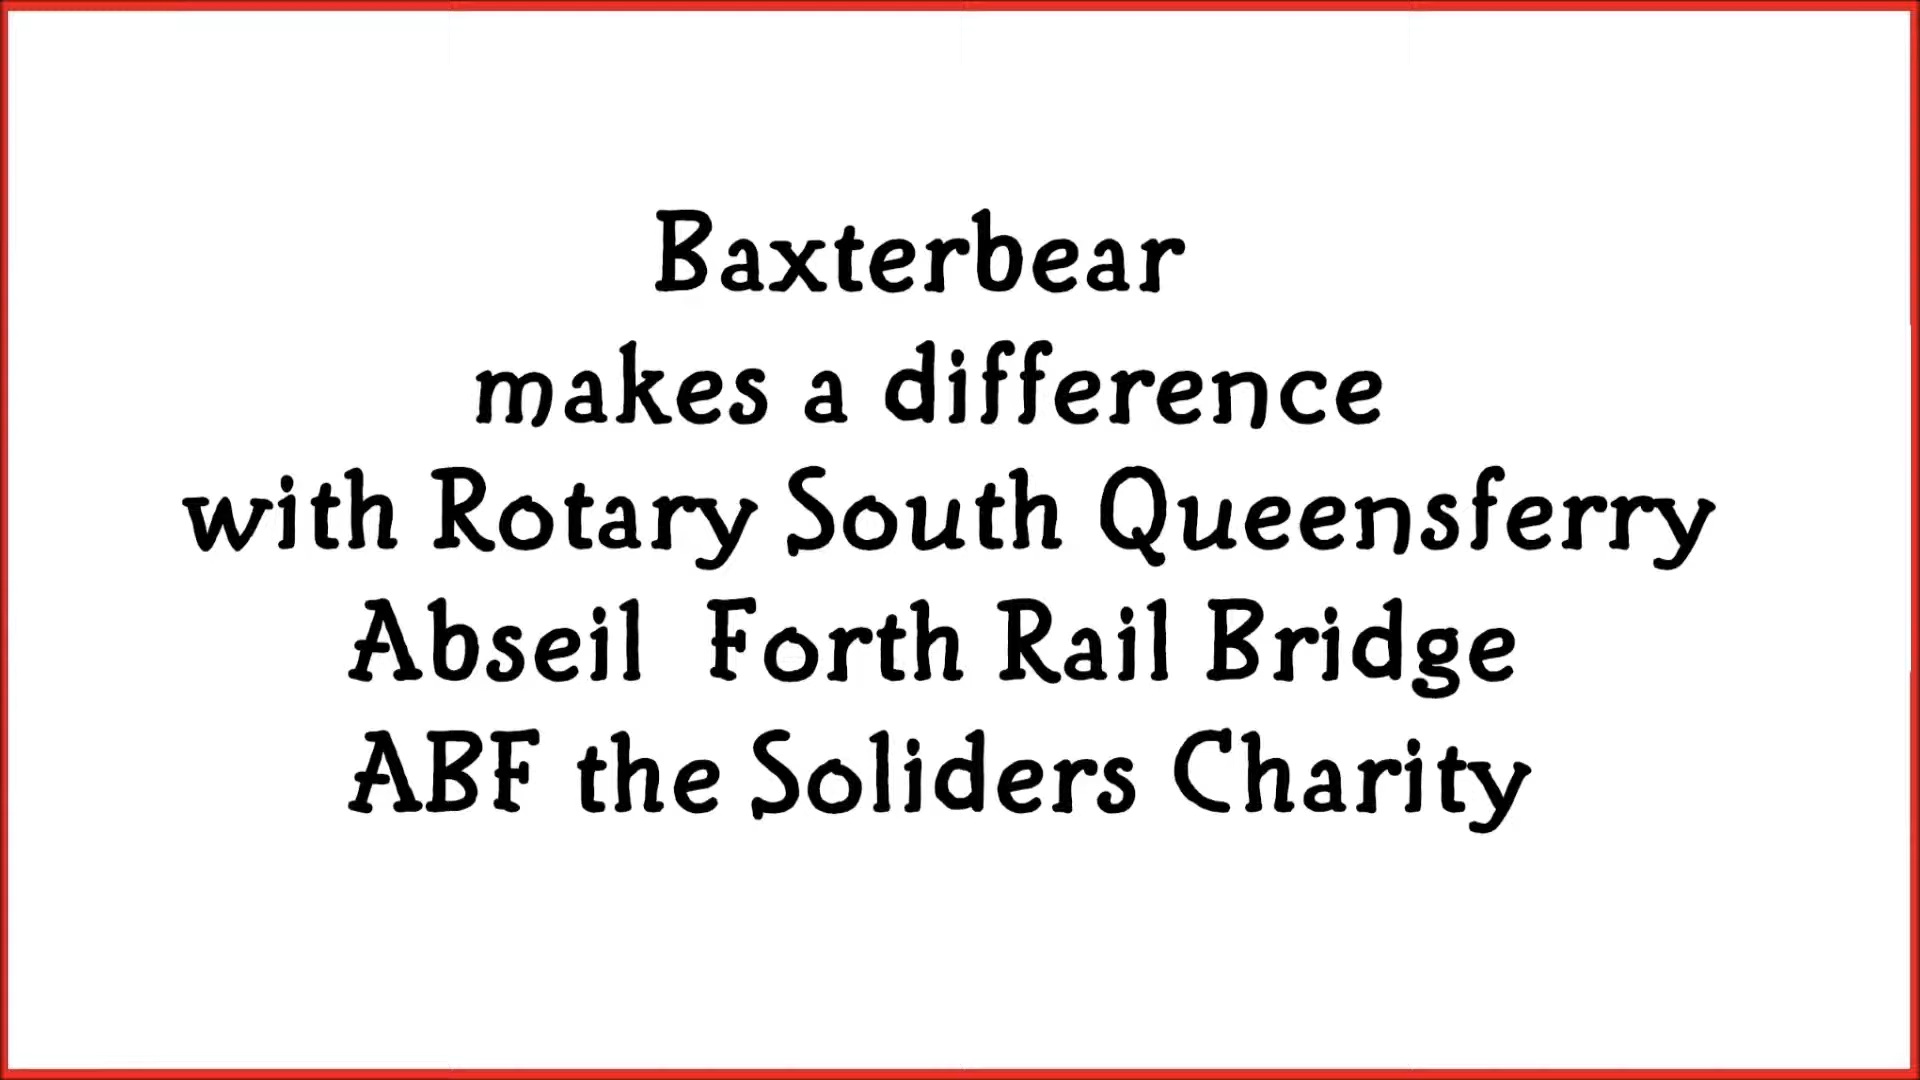 Baxterbear
makes a difference
with Rotary South Queensferry
Abseil  Forth Rail Bridge
ABF the Soliders Charity